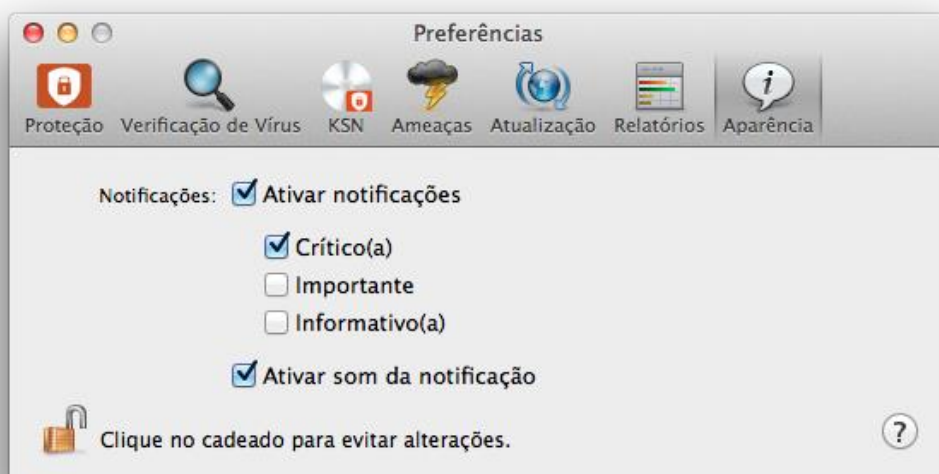 Preferências
Proteção Verificação de Vírus KSN Ameaças Atualização Relatórios Aparência
Notificações: Ativar notificações
Crítico(a)
Importante
Informativo(a)
Ativar som da notificação
Clique no cadeado para evitar alterações. ?